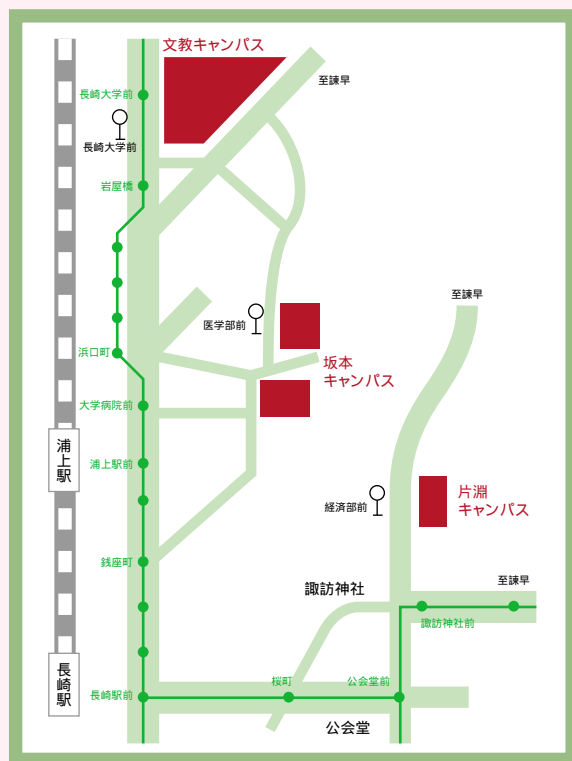 文教キャンパス
至諫早
長崎大学前
長崎大学前
岩屋橋
至諫早
医学部前
浜口町
坂本
キャンパス
大学病院前
浦上駅
浦上駅前
片淵
キャンパス
経済部前
銭座町
至諫早
諏訪神社
諏訪神社前
長崎駅
桜町
公会堂前
長崎駅前
公会堂